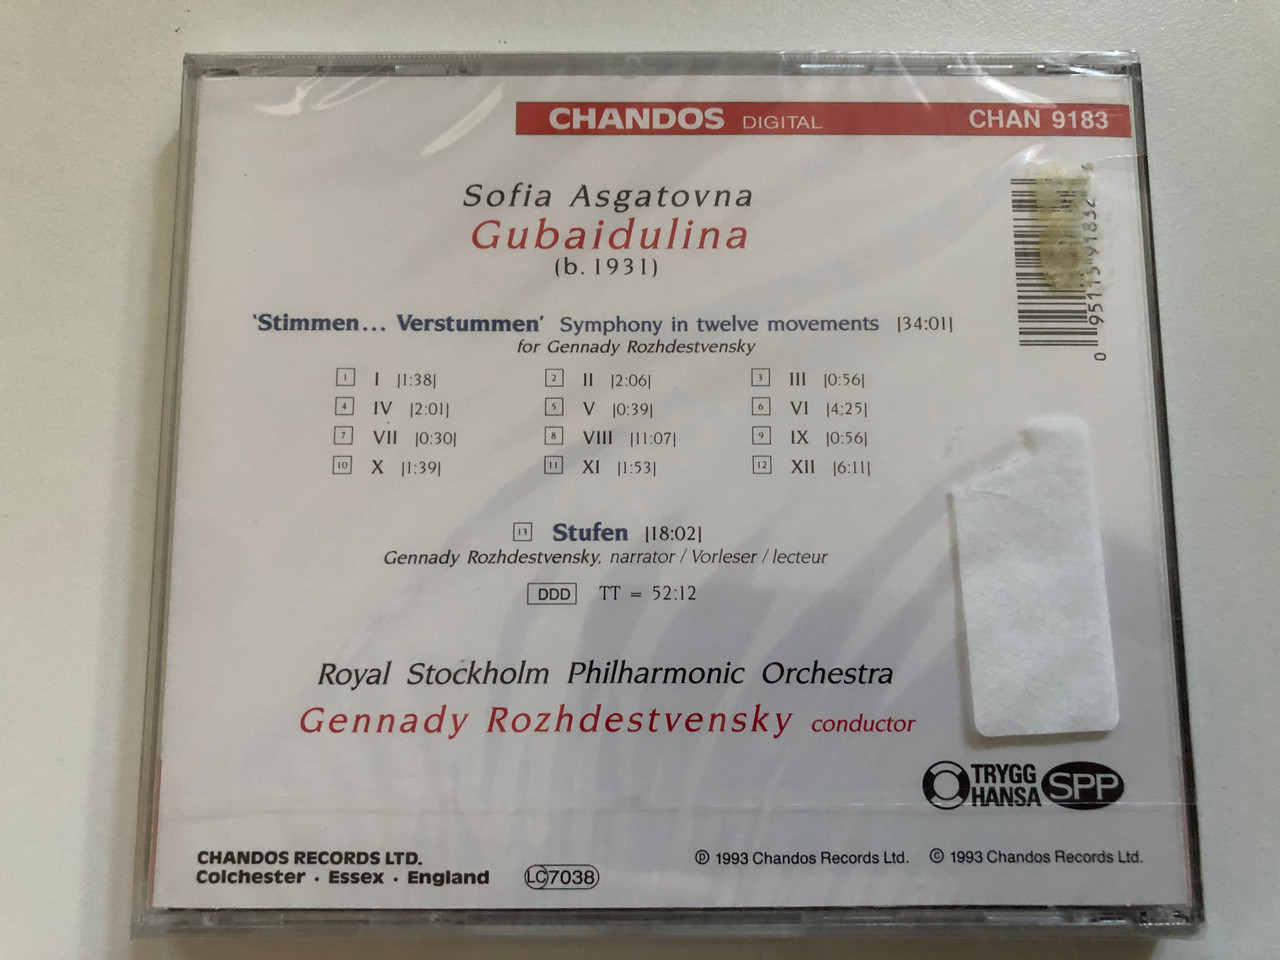 CHANDOS DIGITAL CHAN 9183
Sofia Asgatovna
Gubaidulina
(b. 1931)
'Stimmen... Verstummen' Symphony in twelve movements [34:01]
for Gennady Rozhdestvensky
1 I [1:38] 2 II [2:06] 3 III [0:56]
4 IV [2:01] 5 V [0:39] 6 VI [4:25]
7 VII [0:30] 8 VIII [11:07] 9 IX [0:56]
10 X [1:39] 11 XI [1:53] 12 XII [6:11]
13 Stufen [18:02]
Gennady Rozhdestvensky, narrator / Vorleser / lecteur
DDD TT = 52:12
Royal Stockholm Philharmonic Orchestra
Gennady Rozhdestvensky conductor
TRYGG
HANSA
SPP
CHANDOS RECORDS LTD.
Colchester · Essex · England
LC 7038
℗ 1993 Chandos Records Ltd. © 1993 Chandos Records Ltd.